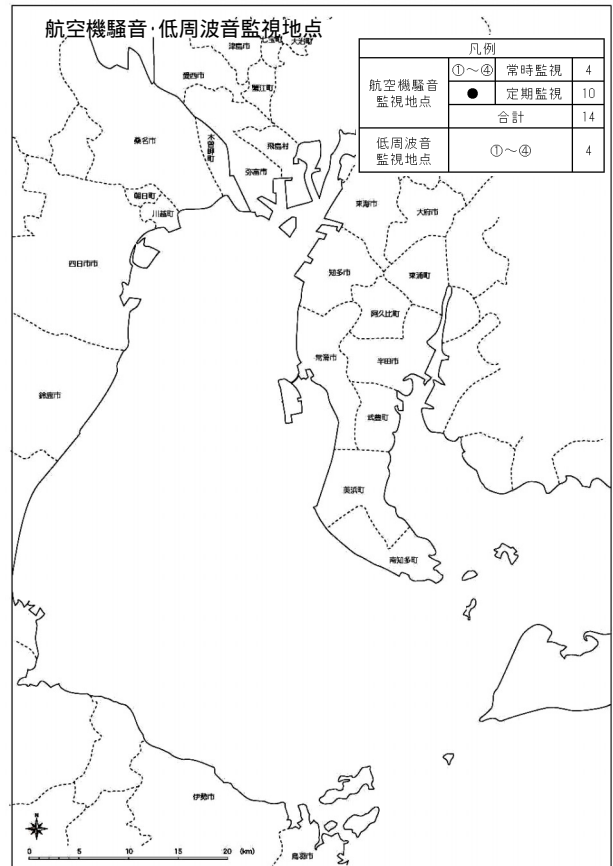 航空機騒音・低周波音監視地点
凡例
航空機騒音
監視地点
①～④ 常時監視 4
● 定期監視 10
合計 14
低周波音
監視地点
①～④ 4
津島市
大治町
愛西市
蟹江町
桑名市
木曽岬町
飛島村
弥富市
朝日町
川越町
東海市
大府市
四日市市
知多市
東浦町
阿久比町
常滑市
半田市
鈴鹿市
武豊町
美浜町
南知多町
伊勢市
鳥羽市
N
0 5 10 15 20 (km)